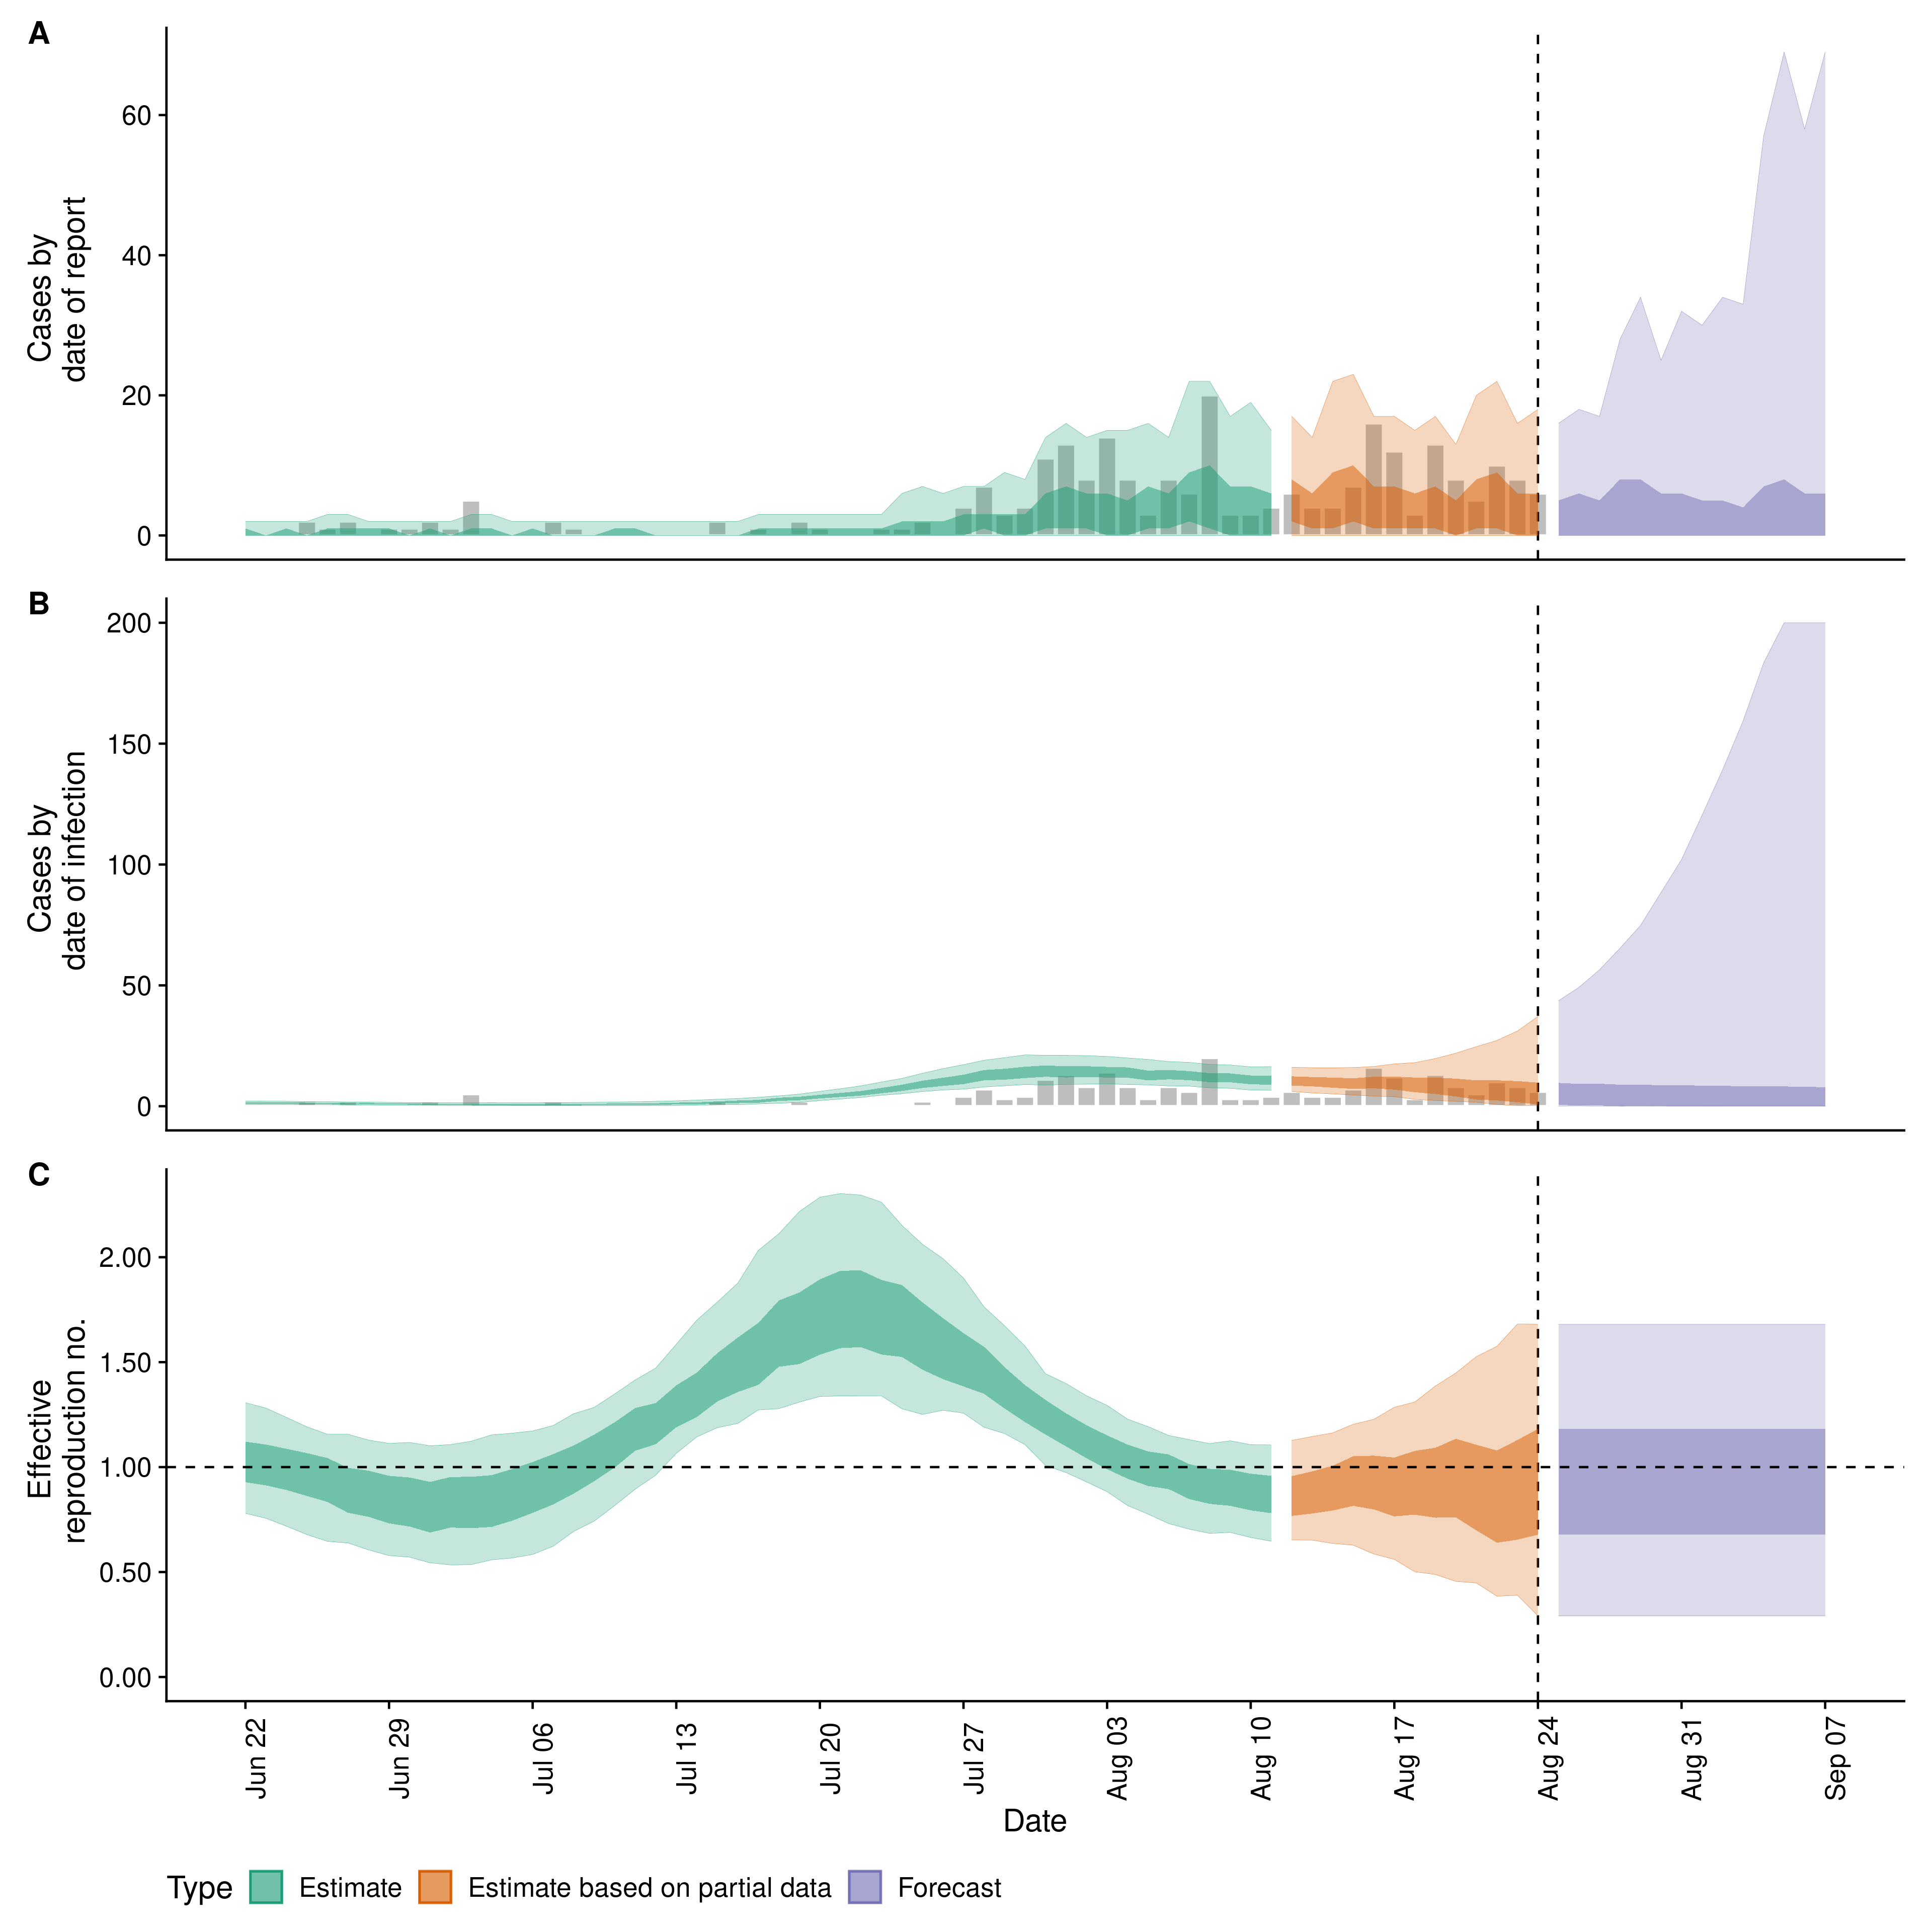 A
Cases by
date of report
60
40
20
0
B
Cases by
date of infection
200
150
100
50
0
C
Effective
reproduction no.
2.00
1.50
1.00
0.50
0.00
Jun 22
Jun 29
Jul 06
Jul 13
Jul 20
Jul 27
Aug 03
Aug 10
Aug 17
Aug 24
Aug 31
Sep 07
Date
Type Estimate Estimate based on partial data Forecast